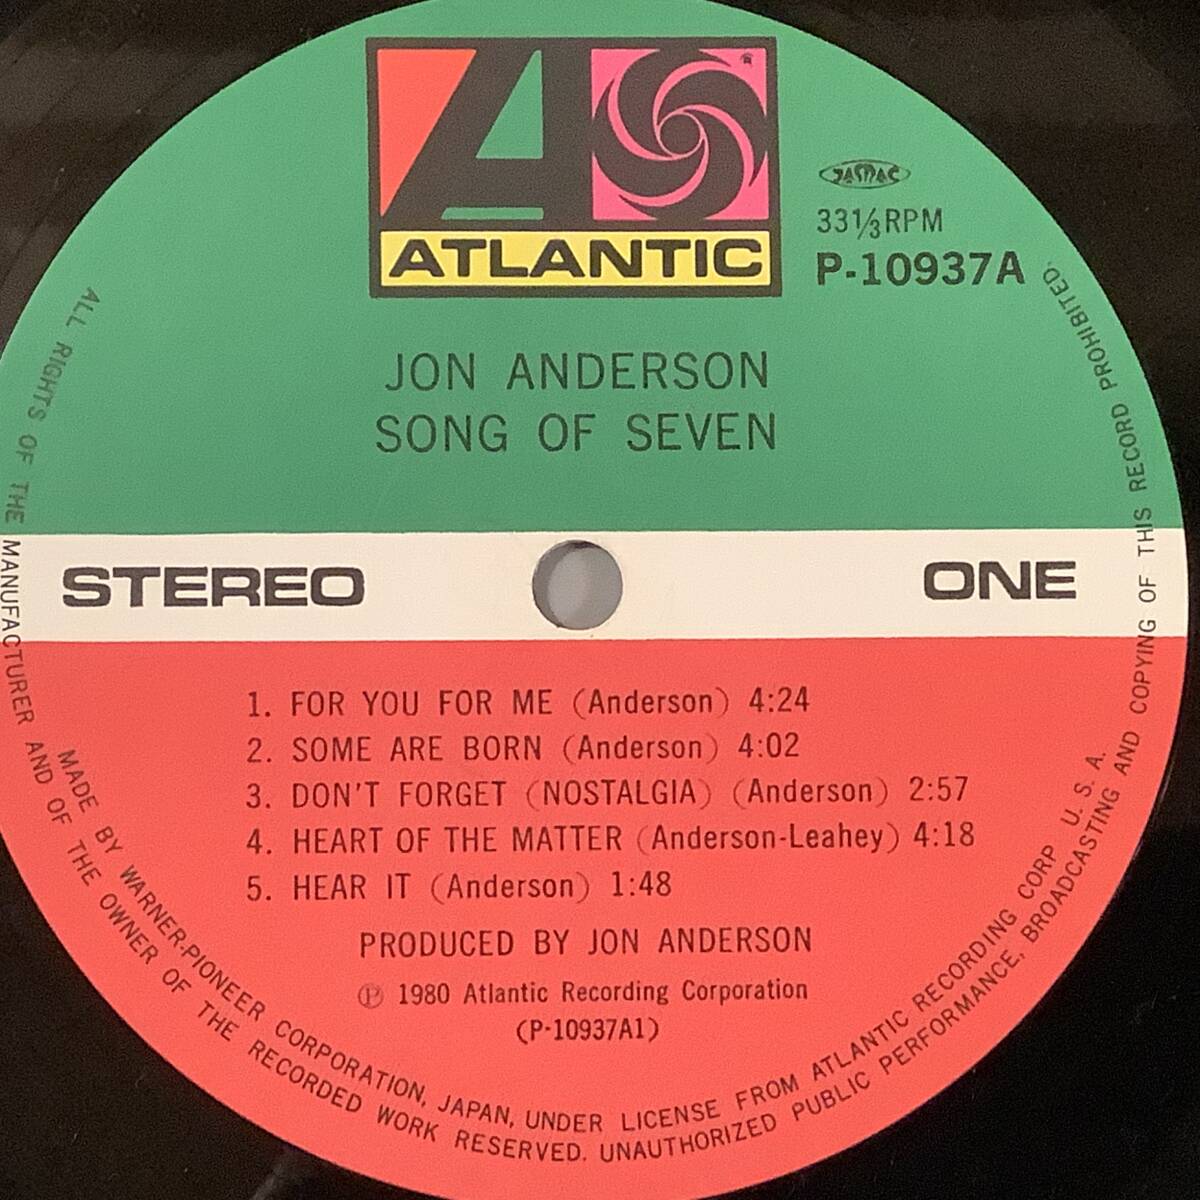 ATLANTIC
JASRAC
33 1/3 RPM
P-10937A
JON ANDERSON
SONG OF SEVEN
STEREO
ONE
1. FOR YOU FOR ME (Anderson) 4:24
2. SOME ARE BORN (Anderson) 4:02
3. DON'T FORGET (NOSTALGIA) (Anderson) 2:57
4. HEART OF THE MATTER (Anderson-Leahey) 4:18
5. HEAR IT (Anderson) 1:48
PRODUCED BY JON ANDERSON
Ⓟ 1980 Atlantic Recording Corporation
(P-10937A1)
MADE BY WARNER-PIONEER CORPORATION, JAPAN, UNDER LICENSE FROM ATLANTIC RECORDING CORP U. S. A.
ALL RIGHTS OF THE MANUFACTURER AND OF THE OWNER OF THE RECORDED WORK RESERVED. UNAUTHORIZED PUBLIC PERFORMANCE, BROADCASTING AND COPYING OF THIS RECORD PROHIBITED.